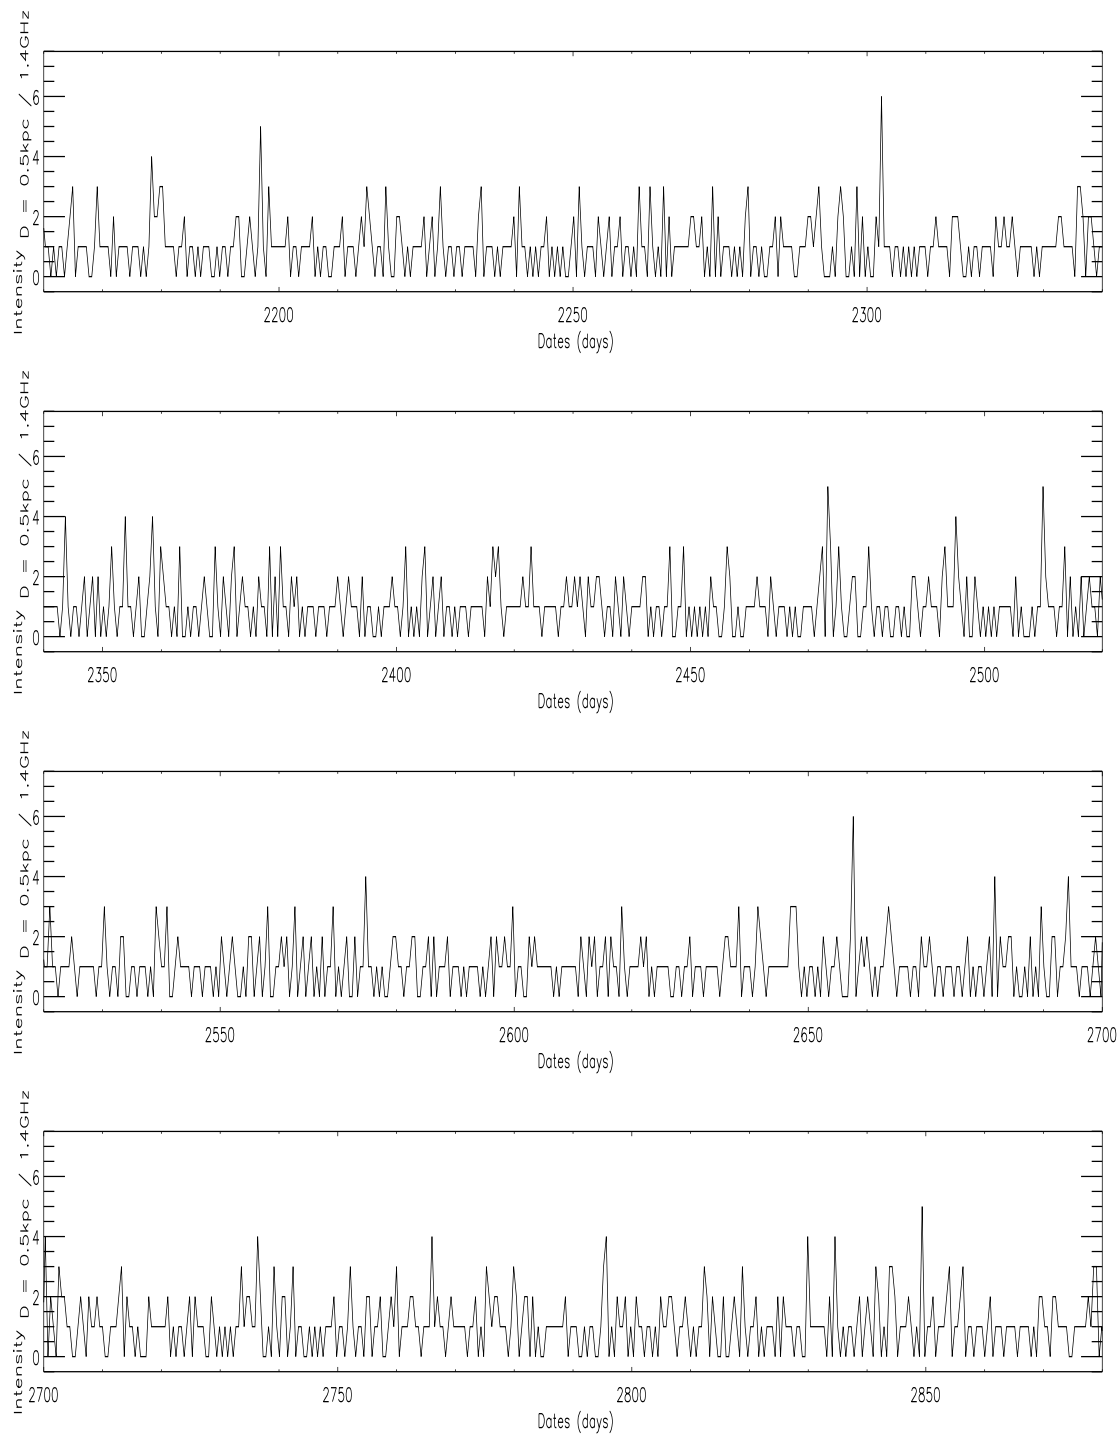 Intensity D = 0.5kpc / 1.4GHz
6
4
2
0
2200 2250 2300
Dates (days)
Intensity D = 0.5kpc / 1.4GHz
6
4
2
0
2350 2400 2450 2500
Dates (days)
Intensity D = 0.5kpc / 1.4GHz
6
4
2
0
2550 2600 2650 2700
Dates (days)
Intensity D = 0.5kpc / 1.4GHz
6
4
2
0
2700 2750 2800 2850
Dates (days)